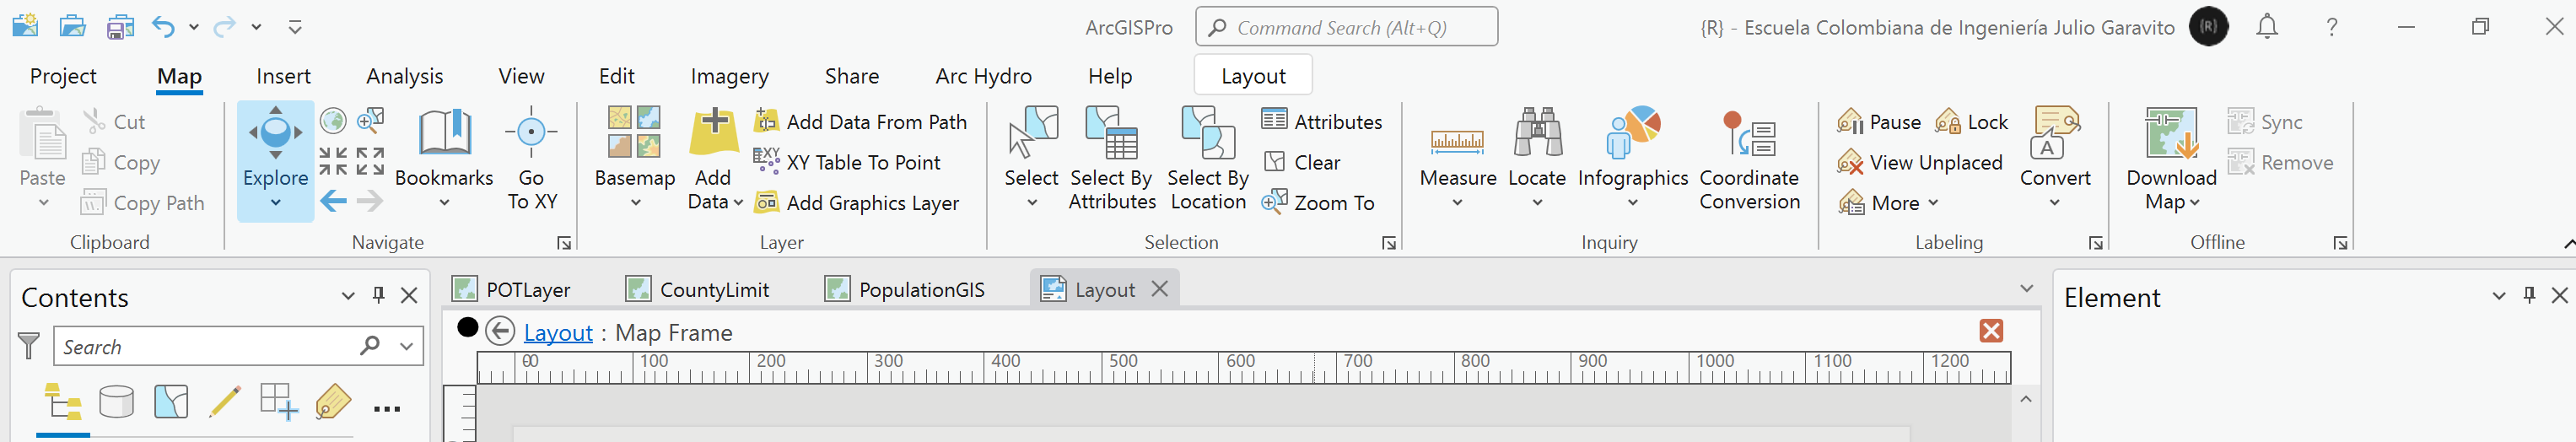 ArcGISPro
Command Search (Alt+Q)
{R} - Escuela Colombiana de Ingeniería Julio Garavito
{R}
?
Project
Map
Insert
Analysis
View
Edit
Imagery
Share
Arc Hydro
Help
Layout
Paste
Cut
Copy
Copy Path
Clipboard
Explore
Bookmarks
Go
To XY
Navigate
Basemap
Add
Data
Add Data From Path
XY Table To Point
Add Graphics Layer
Layer
Select
Select By
Attributes
Select By
Location
Attributes
Clear
Zoom To
Selection
Measure
Locate
Infographics
Coordinate
Conversion
Inquiry
Pause
Lock
View Unplaced
More
Convert
Labeling
Download
Map
Sync
Remove
Offline
Contents
Search
POTLayer
CountyLimit
PopulationGIS
Layout
Layout : Map Frame
0 100 200 300 400 500 600 700 800 900 1000 1100 1200
Element